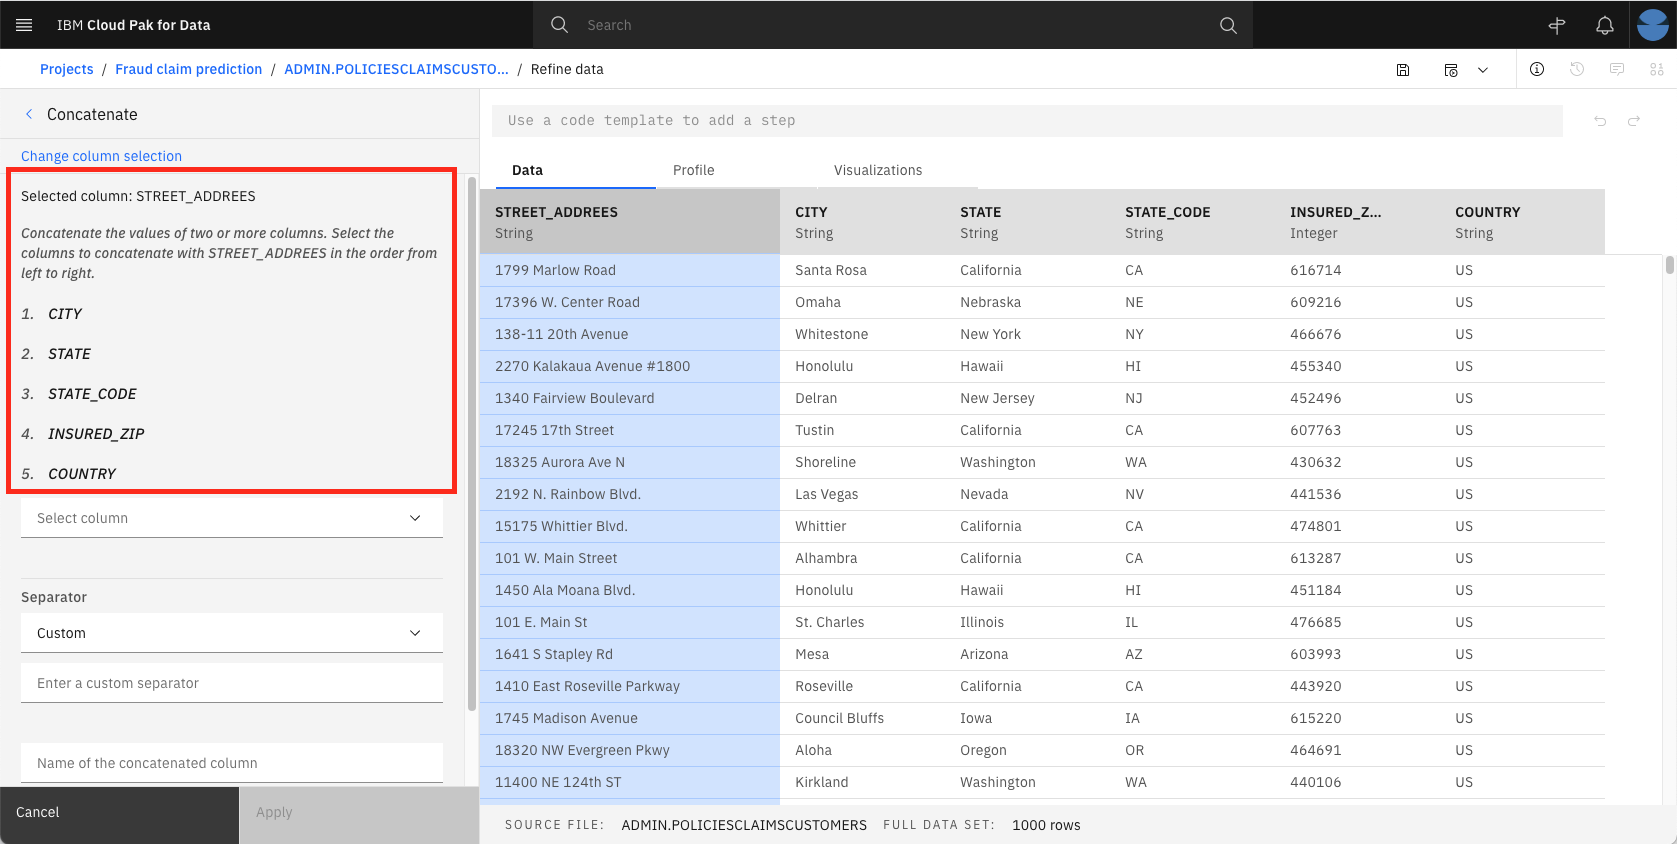 IBM Cloud Pak for Data
Search
Projects / Fraud claim prediction / ADMIN.POLICIESCLAIMSCUSTO... / Refine data
Concatenate
Change column selection
Selected column: STREET_ADDREES
Concatenate the values of two or more columns. Select the
columns to concatenate with STREET_ADDREES in the order from
left to right.
1. CITY
2. STATE
3. STATE_CODE
4. INSURED_ZIP
5. COUNTRY
Select column
Separator
Custom
Enter a custom separator
Name of the concatenated column
Cancel
Apply
Use a code template to add a step
Data Profile Visualizations
STREET_ADDREES CITY STATE STATE_CODE INSURED_Z... COUNTRY
String String String String Integer String
1799 Marlow Road Santa Rosa California CA 616714 US
17396 W. Center Road Omaha Nebraska NE 609216 US
138-11 20th Avenue Whitestone New York NY 466676 US
2270 Kalakaua Avenue #1800 Honolulu Hawaii HI 455340 US
1340 Fairview Boulevard Delran New Jersey NJ 452496 US
17245 17th Street Tustin California CA 607763 US
18325 Aurora Ave N Shoreline Washington WA 430632 US
2192 N. Rainbow Blvd. Las Vegas Nevada NV 441536 US
15175 Whittier Blvd. Whittier California CA 474801 US
101 W. Main Street Alhambra California CA 613287 US
1450 Ala Moana Blvd. Honolulu Hawaii HI 451184 US
101 E. Main St St. Charles Illinois IL 476685 US
1641 S Stapley Rd Mesa Arizona AZ 603993 US
1410 East Roseville Parkway Roseville California CA 443920 US
1745 Madison Avenue Council Bluffs Iowa IA 615220 US
18320 NW Evergreen Pkwy Aloha Oregon OR 464691 US
11400 NE 124th ST Kirkland Washington WA 440106 US
SOURCE FILE: ADMIN.POLICIESCLAIMSCUSTOMERS FULL DATA SET: 1000 rows